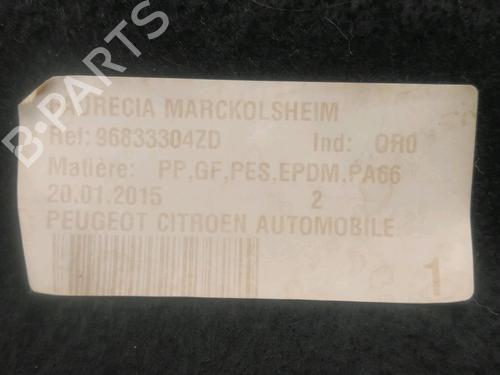 B-PARTS
URECIA MARCKOLSHEIM
Ref: 96833304ZD Ind: OR0
Matière: PP,GF,PES,EPDM,PA66
20.01.2015 2
PEUGEOT CITROEN AUTOMOBILE
1